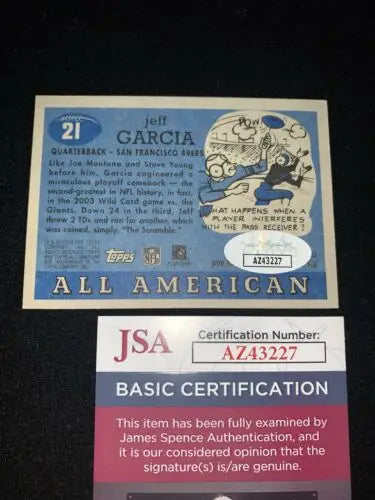 21
jeff
GARCIA
QUARTERBACK - SAN FRANCISCO 49ERS
Like Joe Montana and Steve Young
before him, Garcia engineered a
miraculous playoff comeback — the
second-greatest in NFL history, in fact,
in the 2003 Wild Card game vs. the
Giants. Down 24 in the third, Jeff
threw 2 TDs and ran for another, which
was coined, simply, "The Scramble."
POW
WHAT HAPPENS WHEN A
PLAYER INTERFERES
WITH THE PASS RECEIVER?
AZ43227
Topps
NFL
PLAYERS
ALL AMERICAN
JSA
Certification Number:
AZ43227
BASIC CERTIFICATION
This item has been fully examined by
James Spence Authentication, and
it is our considered opinion that the
signature(s) is/are genuine.